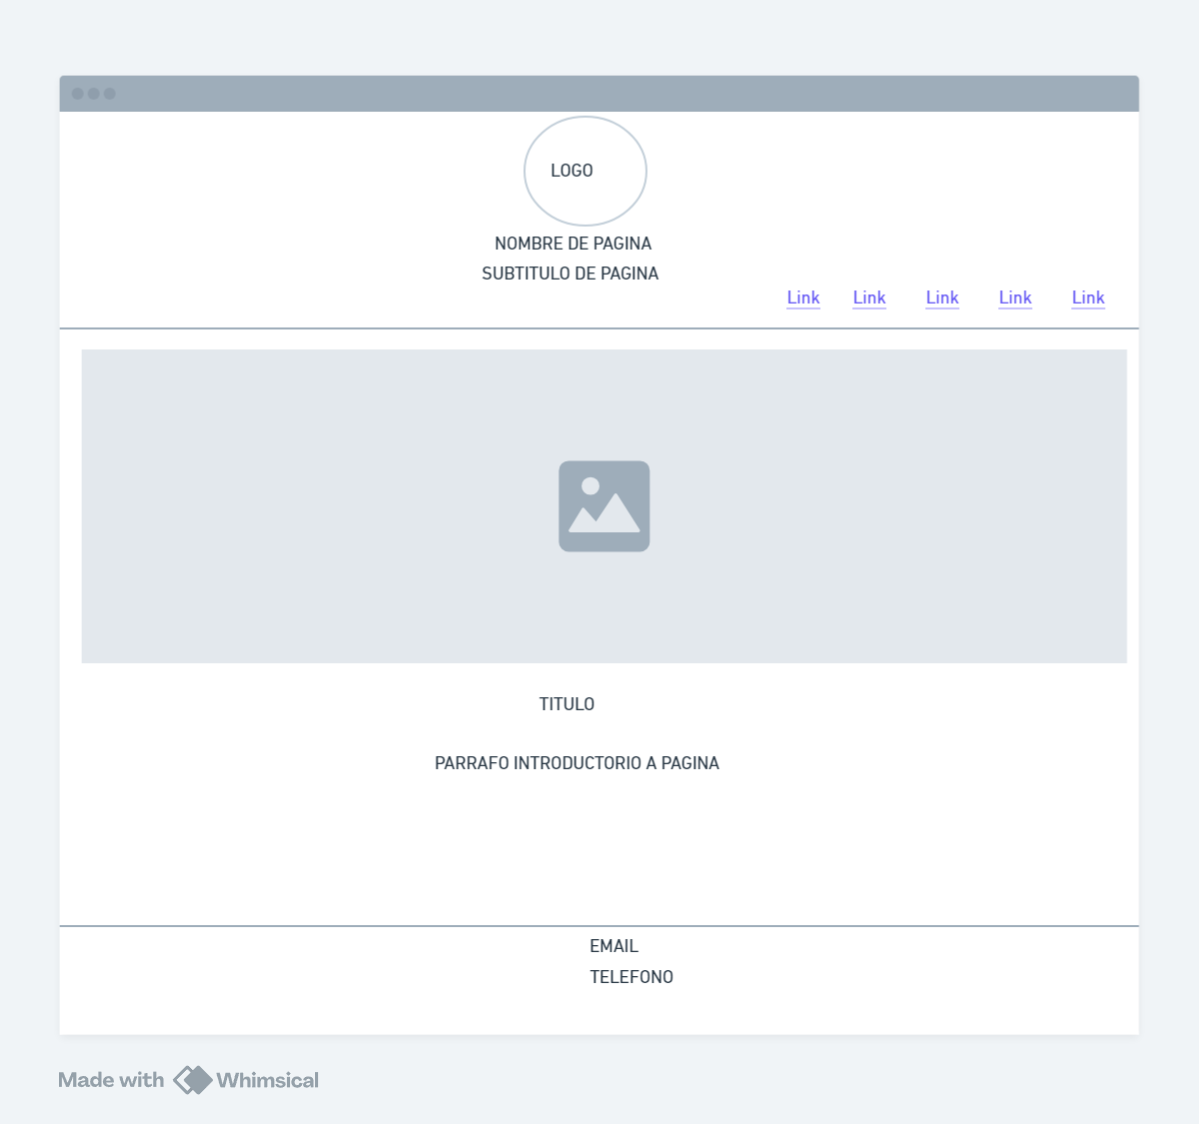 LOGO
NOMBRE DE PAGINA
SUBTITULO DE PAGINA
Link Link Link Link Link
TITULO
PARRAFO INTRODUCTORIO A PAGINA
EMAIL
TELEFONO
Made with Whimsical